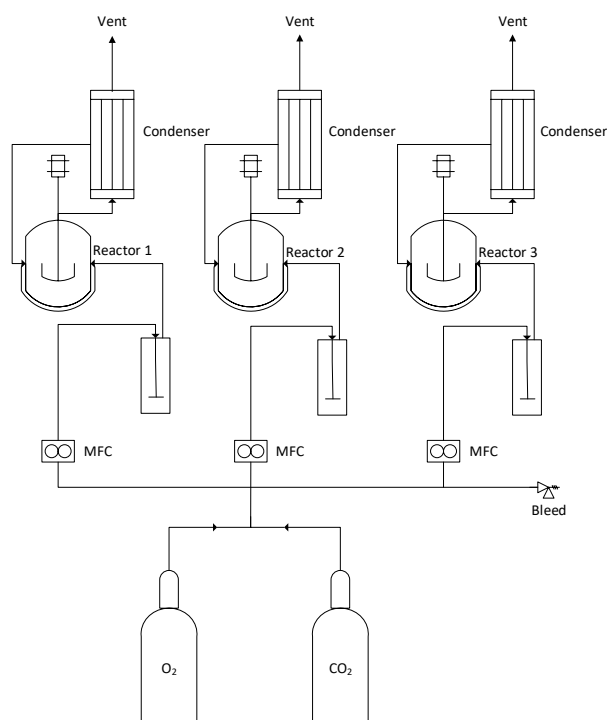 Vent
Vent
Vent
Condenser
Condenser
Condenser
Reactor 1
Reactor 2
Reactor 3
MFC
MFC
MFC
Bleed
O₂
CO₂